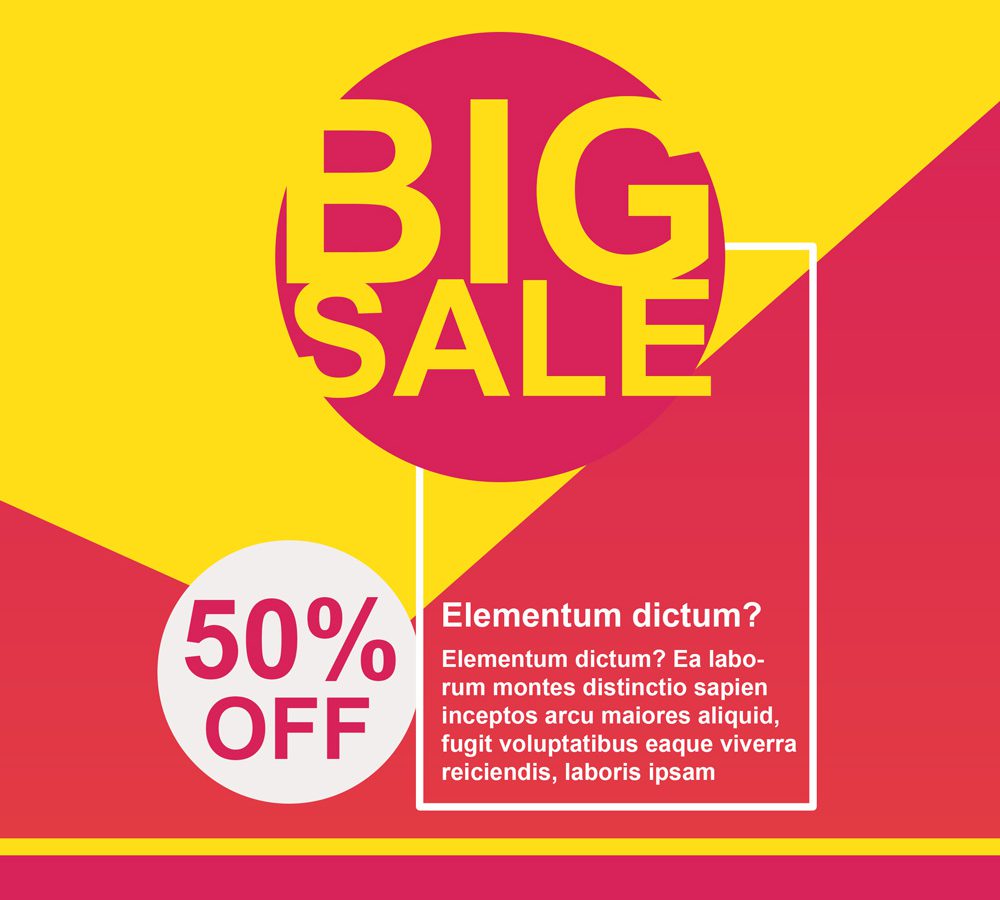 BIG
SALE
50%
OFF
Elementum dictum?
Elementum dictum? Ea labo-
rum montes distinctio sapien
inceptos arcu maiores aliquid,
fugit voluptatibus eaque viverra
reiciendis, laboris ipsam